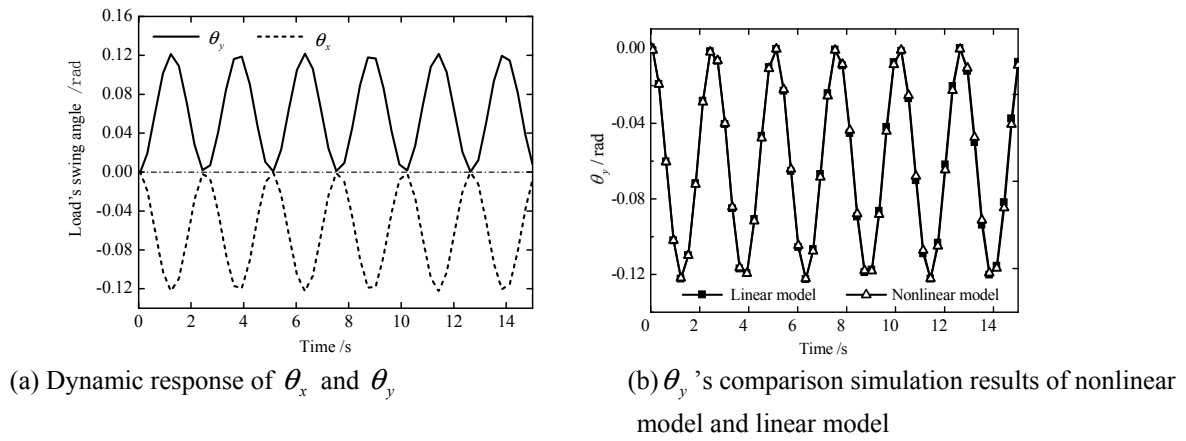 0.16
0.12
0.08
0.04
0.00
-0.04
-0.08
-0.12
Load's swing angle /rad
θy
θx
0 2 4 6 8 10 12 14
Time /s
(a) Dynamic response of θx and θy
0.00
-0.04
-0.08
-0.12
θy / rad
Linear model
Nonlinear model
0 2 4 6 8 10 12 14
Time /s
(b) θy 's comparison simulation results of nonlinear
model and linear model